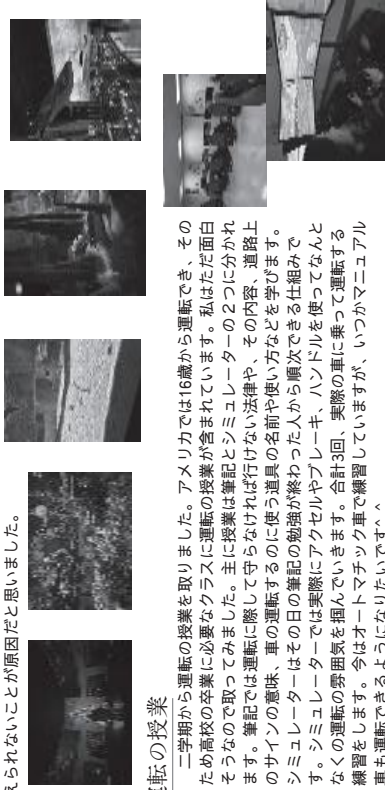 えられないことが原因だと思いました。
転の授業
二学期から運転の授業を取りました。アメリカでは16歳から運転でき、その
ため高校の卒業に必要なクラスに運転の授業が含まれています。私はただ面白
そうなので取ってみました。主に授業は筆記とシミュレーターの2つに分かれ
ます。筆記では運転に際して守らなければ行けない法律や、その内容、道路上
のサインの意味、車の運転するのに使う道具の名前や使い方などを学びます。
シミュレーターはその日の筆記の勉強が終わった人から順次できる仕組みで
す。シミュレーターでは実際にアクセルやブレーキ、ハンドルを使ってなんと
なくの運転の雰囲気を掴んでいきます。合計3回、実際の車に乗って運転する
練習をします。今はオートマチック車で練習していますが、いつかマニュアル
車も運転できるようになりたいです^ ^